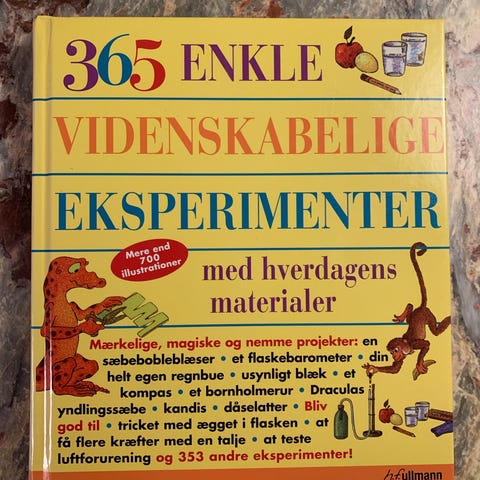 365 ENKLE
VIDENSKABELIGE
EKSPERIMENTER
Mere end
700
illustrationer
med hverdagens
materialer
Mærkelige, magiske og nemme projekter: en
sæbebobleblæser • et flaskebarometer • din
helt egen regnbue • usynligt blæk • et
kompas • et bornholmerur • Draculas
yndlingssæbe • kandis • dåselatter • Bliv
god til • tricket med ægget i flasken • at
få flere kræfter med en talje • at teste
luftforurening og 353 andre eksperimenter!
h.f.ullmann